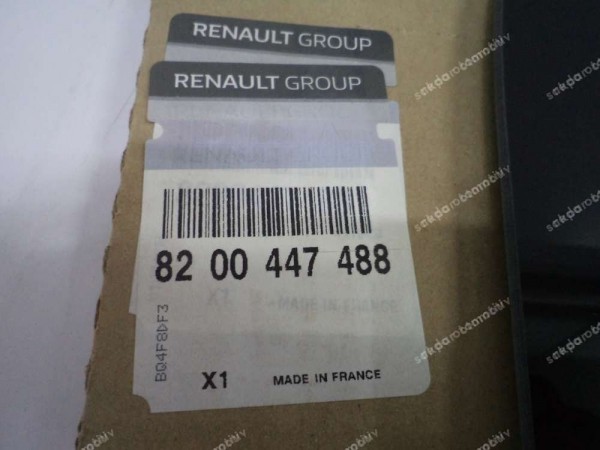 RENAULT GROUP
RENAULT GROUP
82 00 447 488
BQ4F8DF3
X1
MADE IN FRANCE